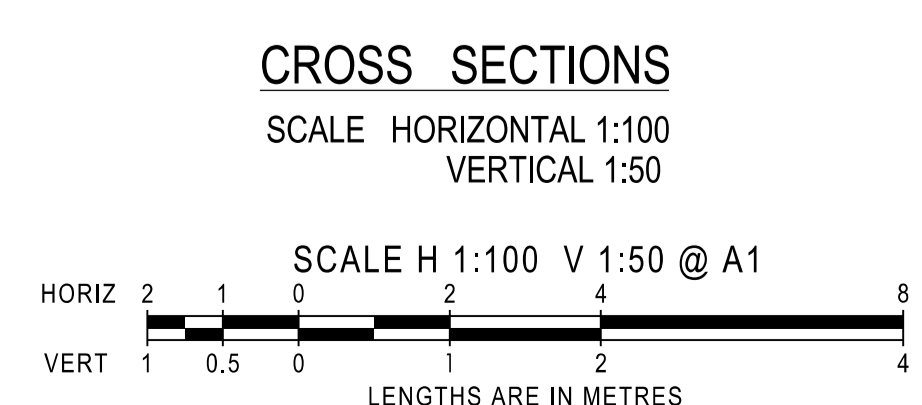 CROSS SECTIONS
SCALE HORIZONTAL 1:100
VERTICAL 1:50
SCALE H 1:100 V 1:50 @ A1
HORIZ 2 1 0 2 4 8
VERT 1 0.5 0 1 2 4
LENGTHS ARE IN METRES